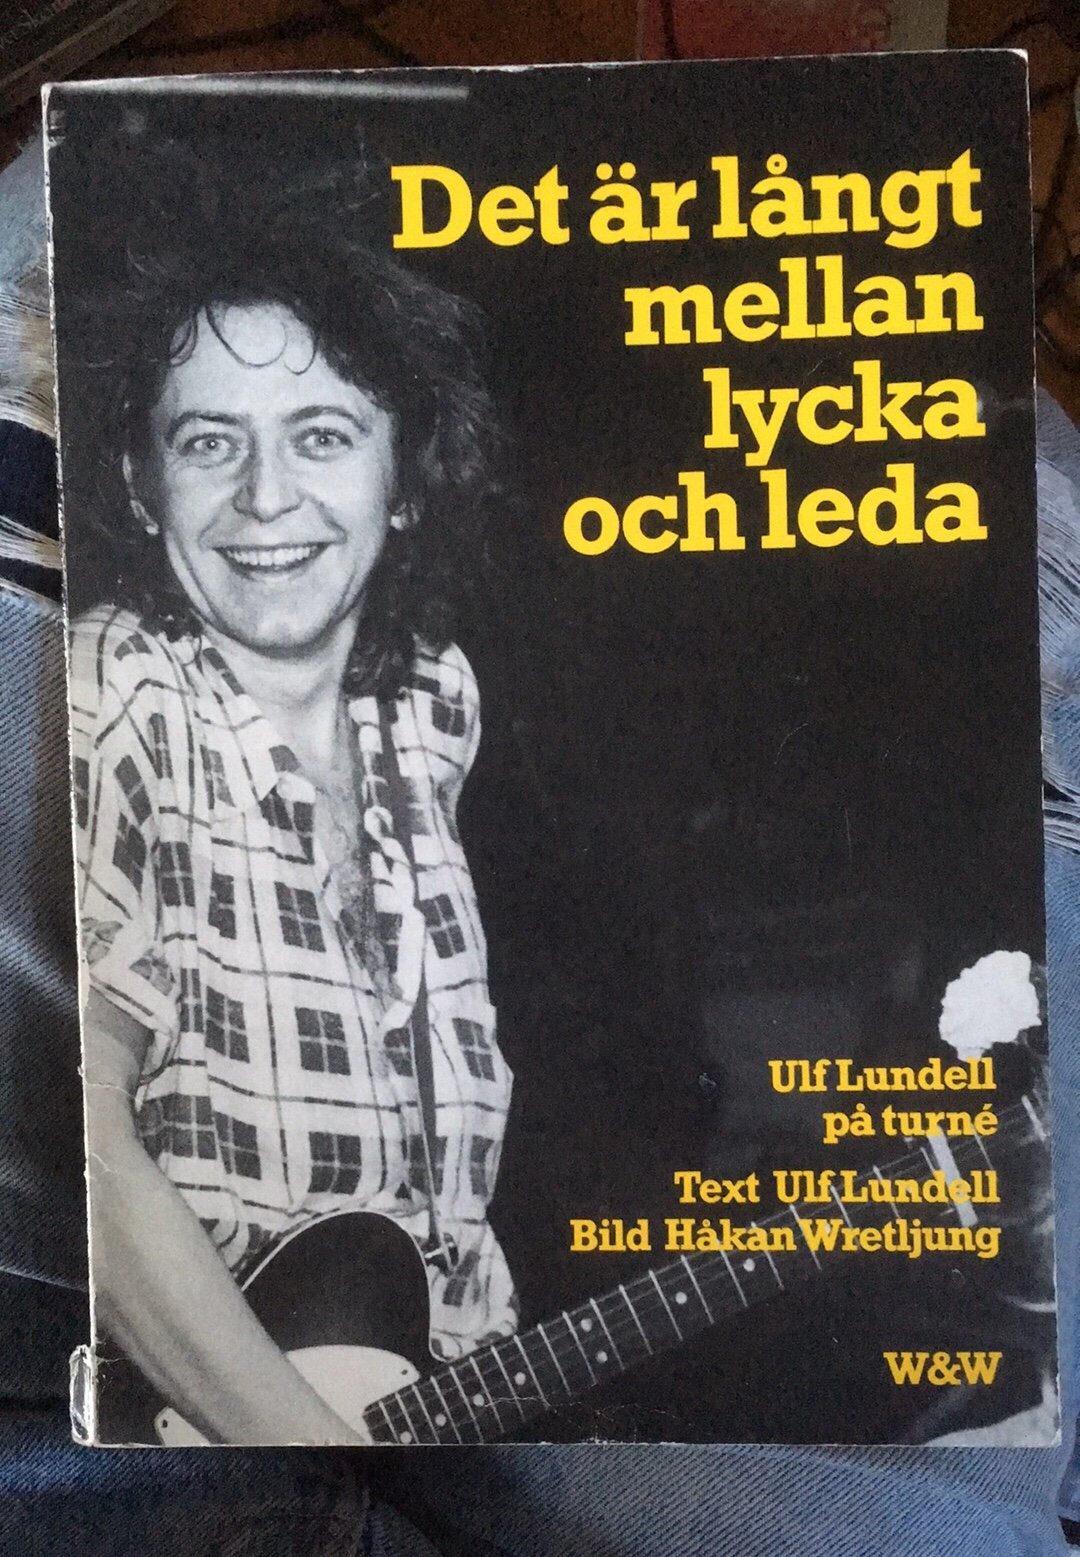 Det är långt
mellan
lycka
och leda
Ulf Lundell
på turné
Text Ulf Lundell
Bild Håkan Wretljung
W&W